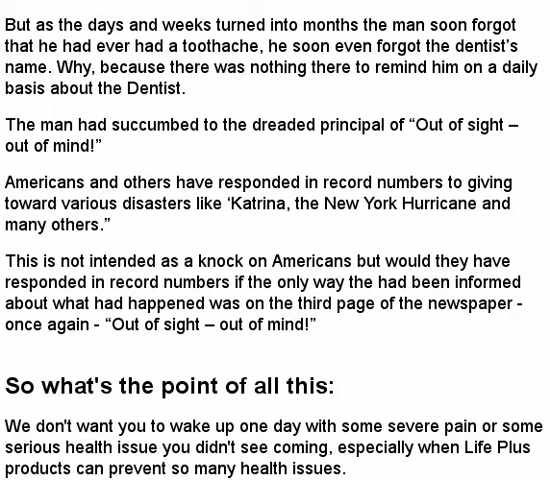 But as the days and weeks turned into months the man soon forgot
that he had ever had a toothache, he soon even forgot the dentist's
name. Why, because there was nothing there to remind him on a daily
basis about the Dentist.
The man had succumbed to the dreaded principal of “Out of sight –
out of mind!”
Americans and others have responded in record numbers to giving
toward various disasters like ‘Katrina, the New York Hurricane and
many others.”
This is not intended as a knock on Americans but would they have
responded in record numbers if the only way the had been informed
about what had happened was on the third page of the newspaper -
once again - “Out of sight – out of mind!”
So what's the point of all this:
We don't want you to wake up one day with some severe pain or some
serious health issue you didn't see coming, especially when Life Plus
products can prevent so many health issues.